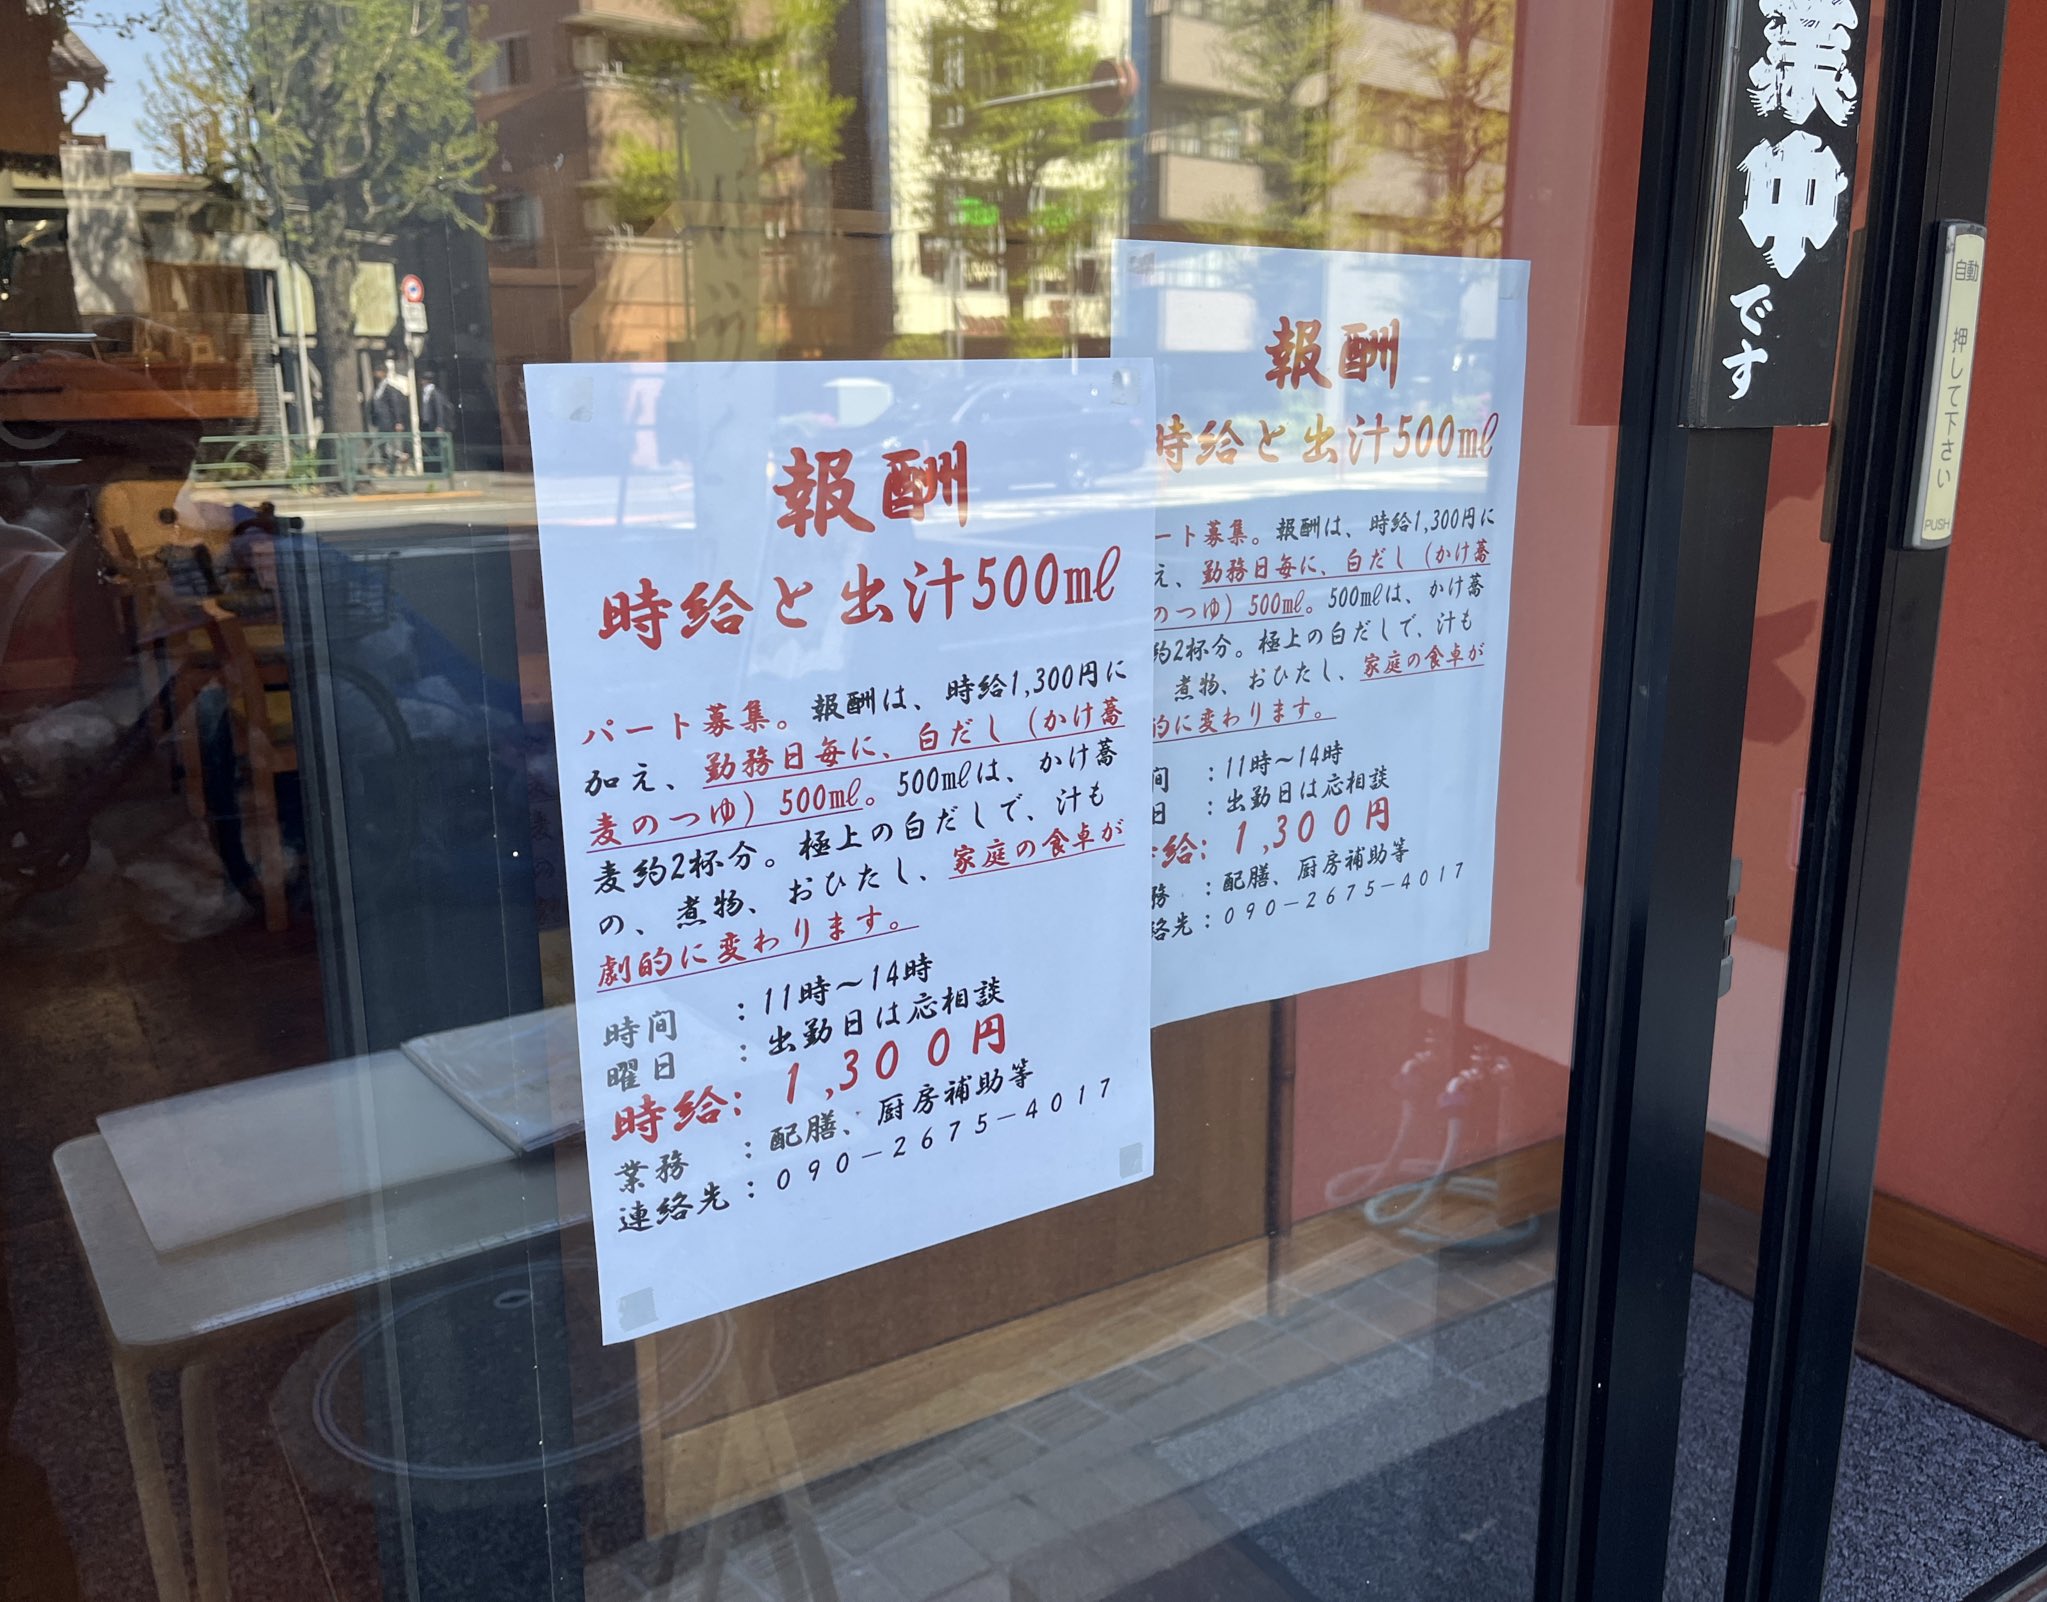 報酬
時給と出汁500㎖
パート募集。報酬は、時給1,300円に
加え、勤務日毎に、白だし（かけ蕎
麦のつゆ）500㎖。500㎖は、かけ蕎
麦約2杯分。極上の白だしで、汁も
の、煮物、おひたし、家庭の食卓が
劇的に変わります。
時間　：11時～14時
曜日　：出勤日は応相談
時給：１,３００円
業務　：配膳、厨房補助等
連絡先：０９０－２６７５－４０１７
報酬
時給と出汁500㎖
ート募集。報酬は、時給1,300円に
え、勤務日毎に、白だし（かけ蕎
のつゆ）500㎖。500㎖は、かけ蕎
約2杯分。極上の白だしで、汁も
煮物、おひたし、家庭の食卓が
的に変わります。
間　：11時～14時
日　：出勤日は応相談
給：１,３００円
務　：配膳、厨房補助等
絡先：０９０－２６７５－４０１７
業中です
自動
押して下さい
PUSH